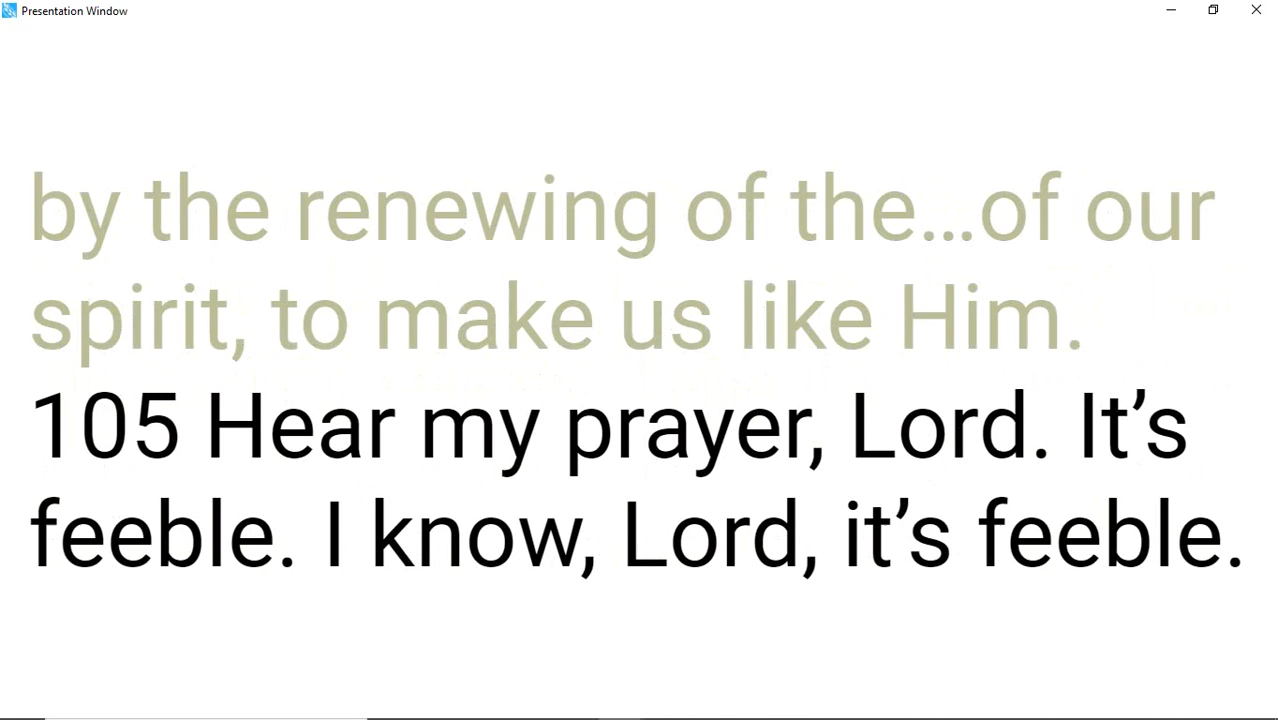 Presentation Window
by the renewing of the…of our
spirit, to make us like Him.
105 Hear my prayer, Lord. It’s
feeble. I know, Lord, it’s feeble.